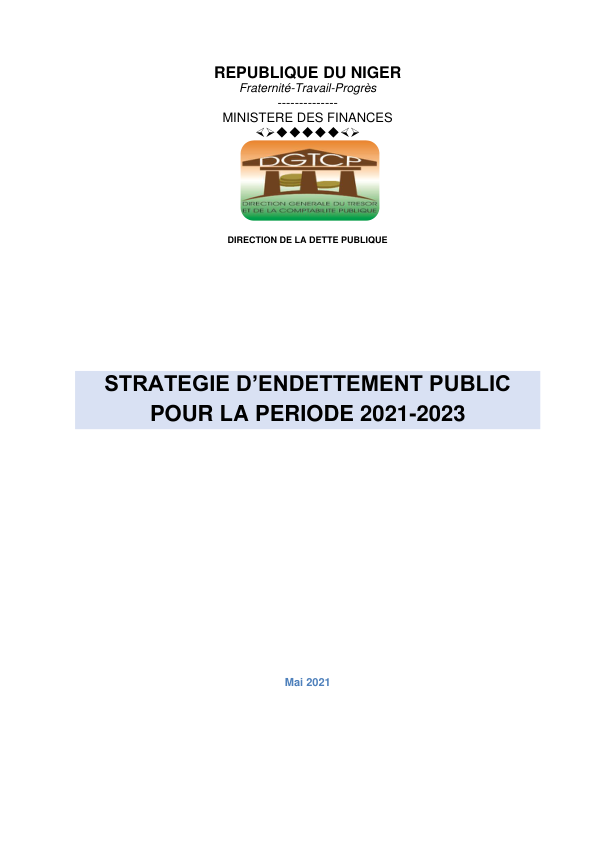 REPUBLIQUE DU NIGER
Fraternité-Travail-Progrès
--------------
MINISTERE DES FINANCES
DGTCP
DIRECTION GENERALE DU TRESOR
ET DE LA COMPTABILITE PUBLIQUE
DIRECTION DE LA DETTE PUBLIQUE
STRATEGIE D’ENDETTEMENT PUBLIC
POUR LA PERIODE 2021-2023
Mai 2021